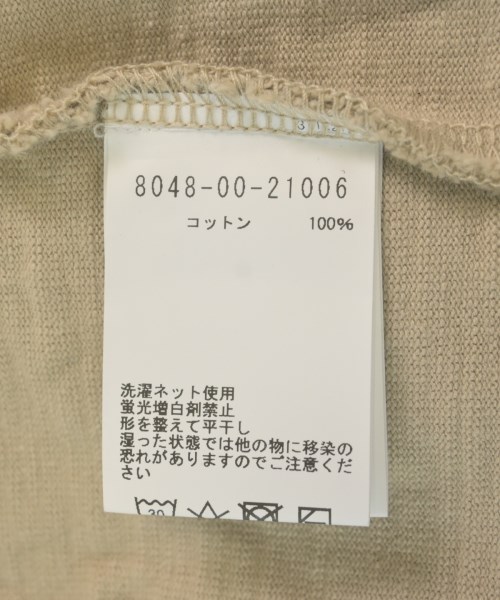 8048-00-21006
コットン 100%
洗濯ネット使用
蛍光増白剤禁止
形を整えて平干し
湿った状態では他の物に移染の
恐れがありますのでご注意くだ
さい
30